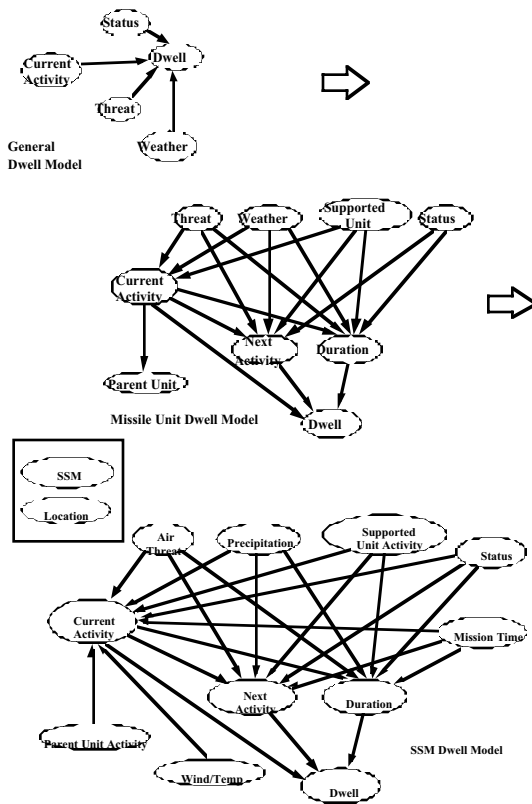 Status
Dwell
Current
Activity
Threat
General
Dwell Model
Weather
Threat
Weather
Supported
Unit
Status
Current
Activity
Next
Activity
Duration
Parent Unit
Missile Unit Dwell Model
Dwell
SSM
Location
Air
Threat
Precipitation
Supported
Unit Activity
Status
Current
Activity
Mission Time
Next
Activity
Duration
Parent Unit Activity
SSM Dwell Model
Wind/Temp
Dwell